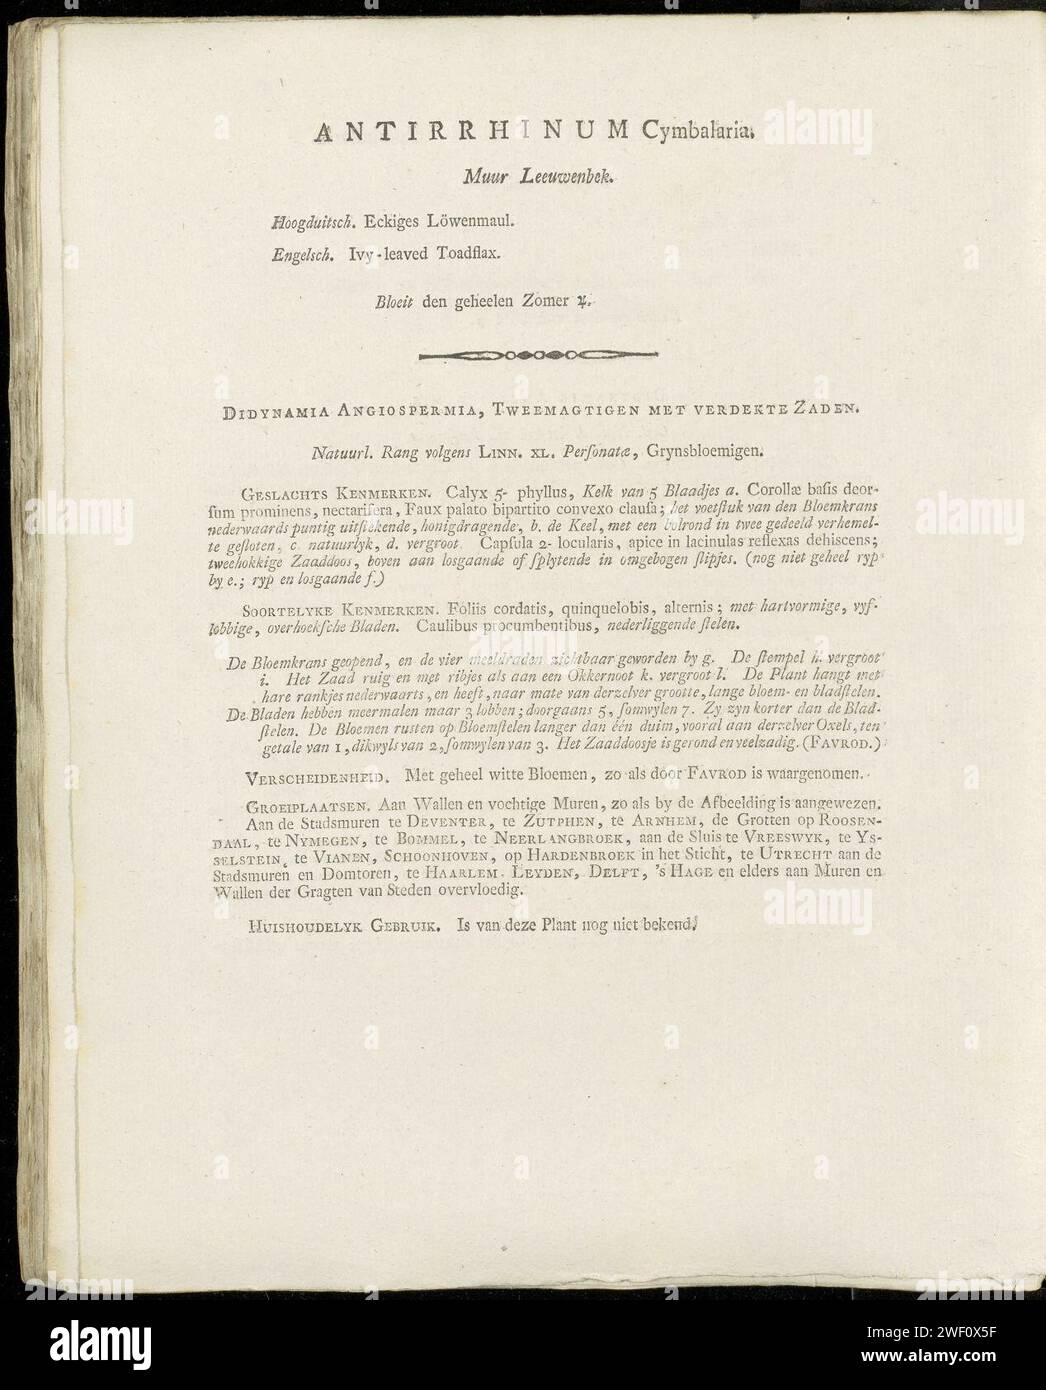 ANTIRRHINUM Cymbalaria.
Muur Leeuwenbek.
Hoogduitsch. Eckiges Löwenmaul.
Engelsch. Ivy-leaved Toadflax.
Bloeit den geheelen Zomer ♃.
DIDYNAMIA ANGIOSPERMIA, TWEEMAGTIGEN MET VERDEKTE ZADEN.
Natuurl. Rang volgens LINN. XL. Perſonatæ, Grynsbloemigen.
GESLACHTS KENMERKEN. Calyx 5- phyllus, Kelk van 5 Blaadjes a. Corollæ baſis deor-
ſum prominens, nectarifera, Faux palato bipartito convexo clauſa; het voetſtuk van den Bloemkrans
nederwaards puntig uitſtekende, honigdragende, b. de Keel, met een bolrond in twee gedeeld verhemel-
te geſloten, c. natuurlyk, d. vergroot. Capſula 2- locularis, apice in lacinulas reflexas dehiscens;
tweehokkige Zaaddoos, boven aan losgaande of ſplytende in omgebogen ſlipjes. (nog niet geheel ryp
by e.; ryp en losgaande f.)
SOORTELYKE KENMERKEN. Foliis cordatis, quinquelobis, alternis; met hartvormige, vyf-
lobbige, overhoekſche Bladen. Caulibus procumbentibus, nederliggende ſtelen.
De Bloemkrans geopend, en de vier meeldraden zichtbaar geworden by g. De ſtempel h. vergroot
i. Het Zaad ruig en met ribjes als aan een Okkernoot k. vergroot l. De Plant hangt met
hare rankjes nederwaarts, en heeft, naar mate van derzelver grootte, lange bloem- en bladſtelen.
De Bladen hebben meermalen maar 3 lobben; doorgaans 5, ſomwylen 7. Zy zyn korter dan de Blad-
ſtelen. De Bloemen rusten op Bloemſtelen langer dan één duim, vooral aan derzelver Oxels, ten
getale van 1, dikwyls van 2, ſomwylen van 3. Het Zaaddoosje is gerond en veelzadig. (FAVROD.)
VERSCHEIDENHEID. Met geheel witte Bloemen, zo als door FAVROD is waargenomen.
GROEIPLAATSEN. Aan Wallen en vochtige Muren, zo als by de Afbeelding is aangewezen.
Aan de Stadsmuren te DEVENTER, te ZUTPHEN, te ARNHEM, de Grotten op ROOSEN-
DAAL, te NYMEGEN, te BOMMEL, te NEERLANGBROEK, aan de Sluis te VREESWYK, te YS-
SELSTEIN, te VIANEN, SCHOONHOVEN, op HARDENBROEK in het Sticht, te UTRECHT aan de
Stadsmuren en Domtoren, te HAARLEM. LEYDEN, DELFT, 's HAGE en elders aan Muren en
Wallen der Gragten van Steden overvloedig.
HUISHOUDELYK GEBRUIK. Is van deze Plant nog niet bekend.
alamy
Image ID: 2WF0X5F
www.alamy.com